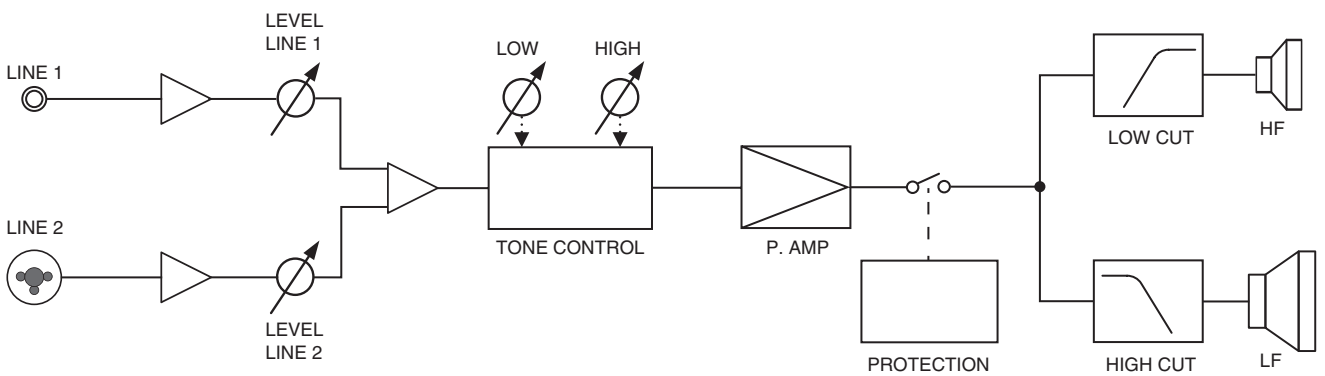 LEVEL
LINE 1
LINE 1
LOW
HIGH
LOW CUT
HF
LINE 2
TONE CONTROL
P. AMP
LEVEL
LINE 2
PROTECTION
HIGH CUT
LF